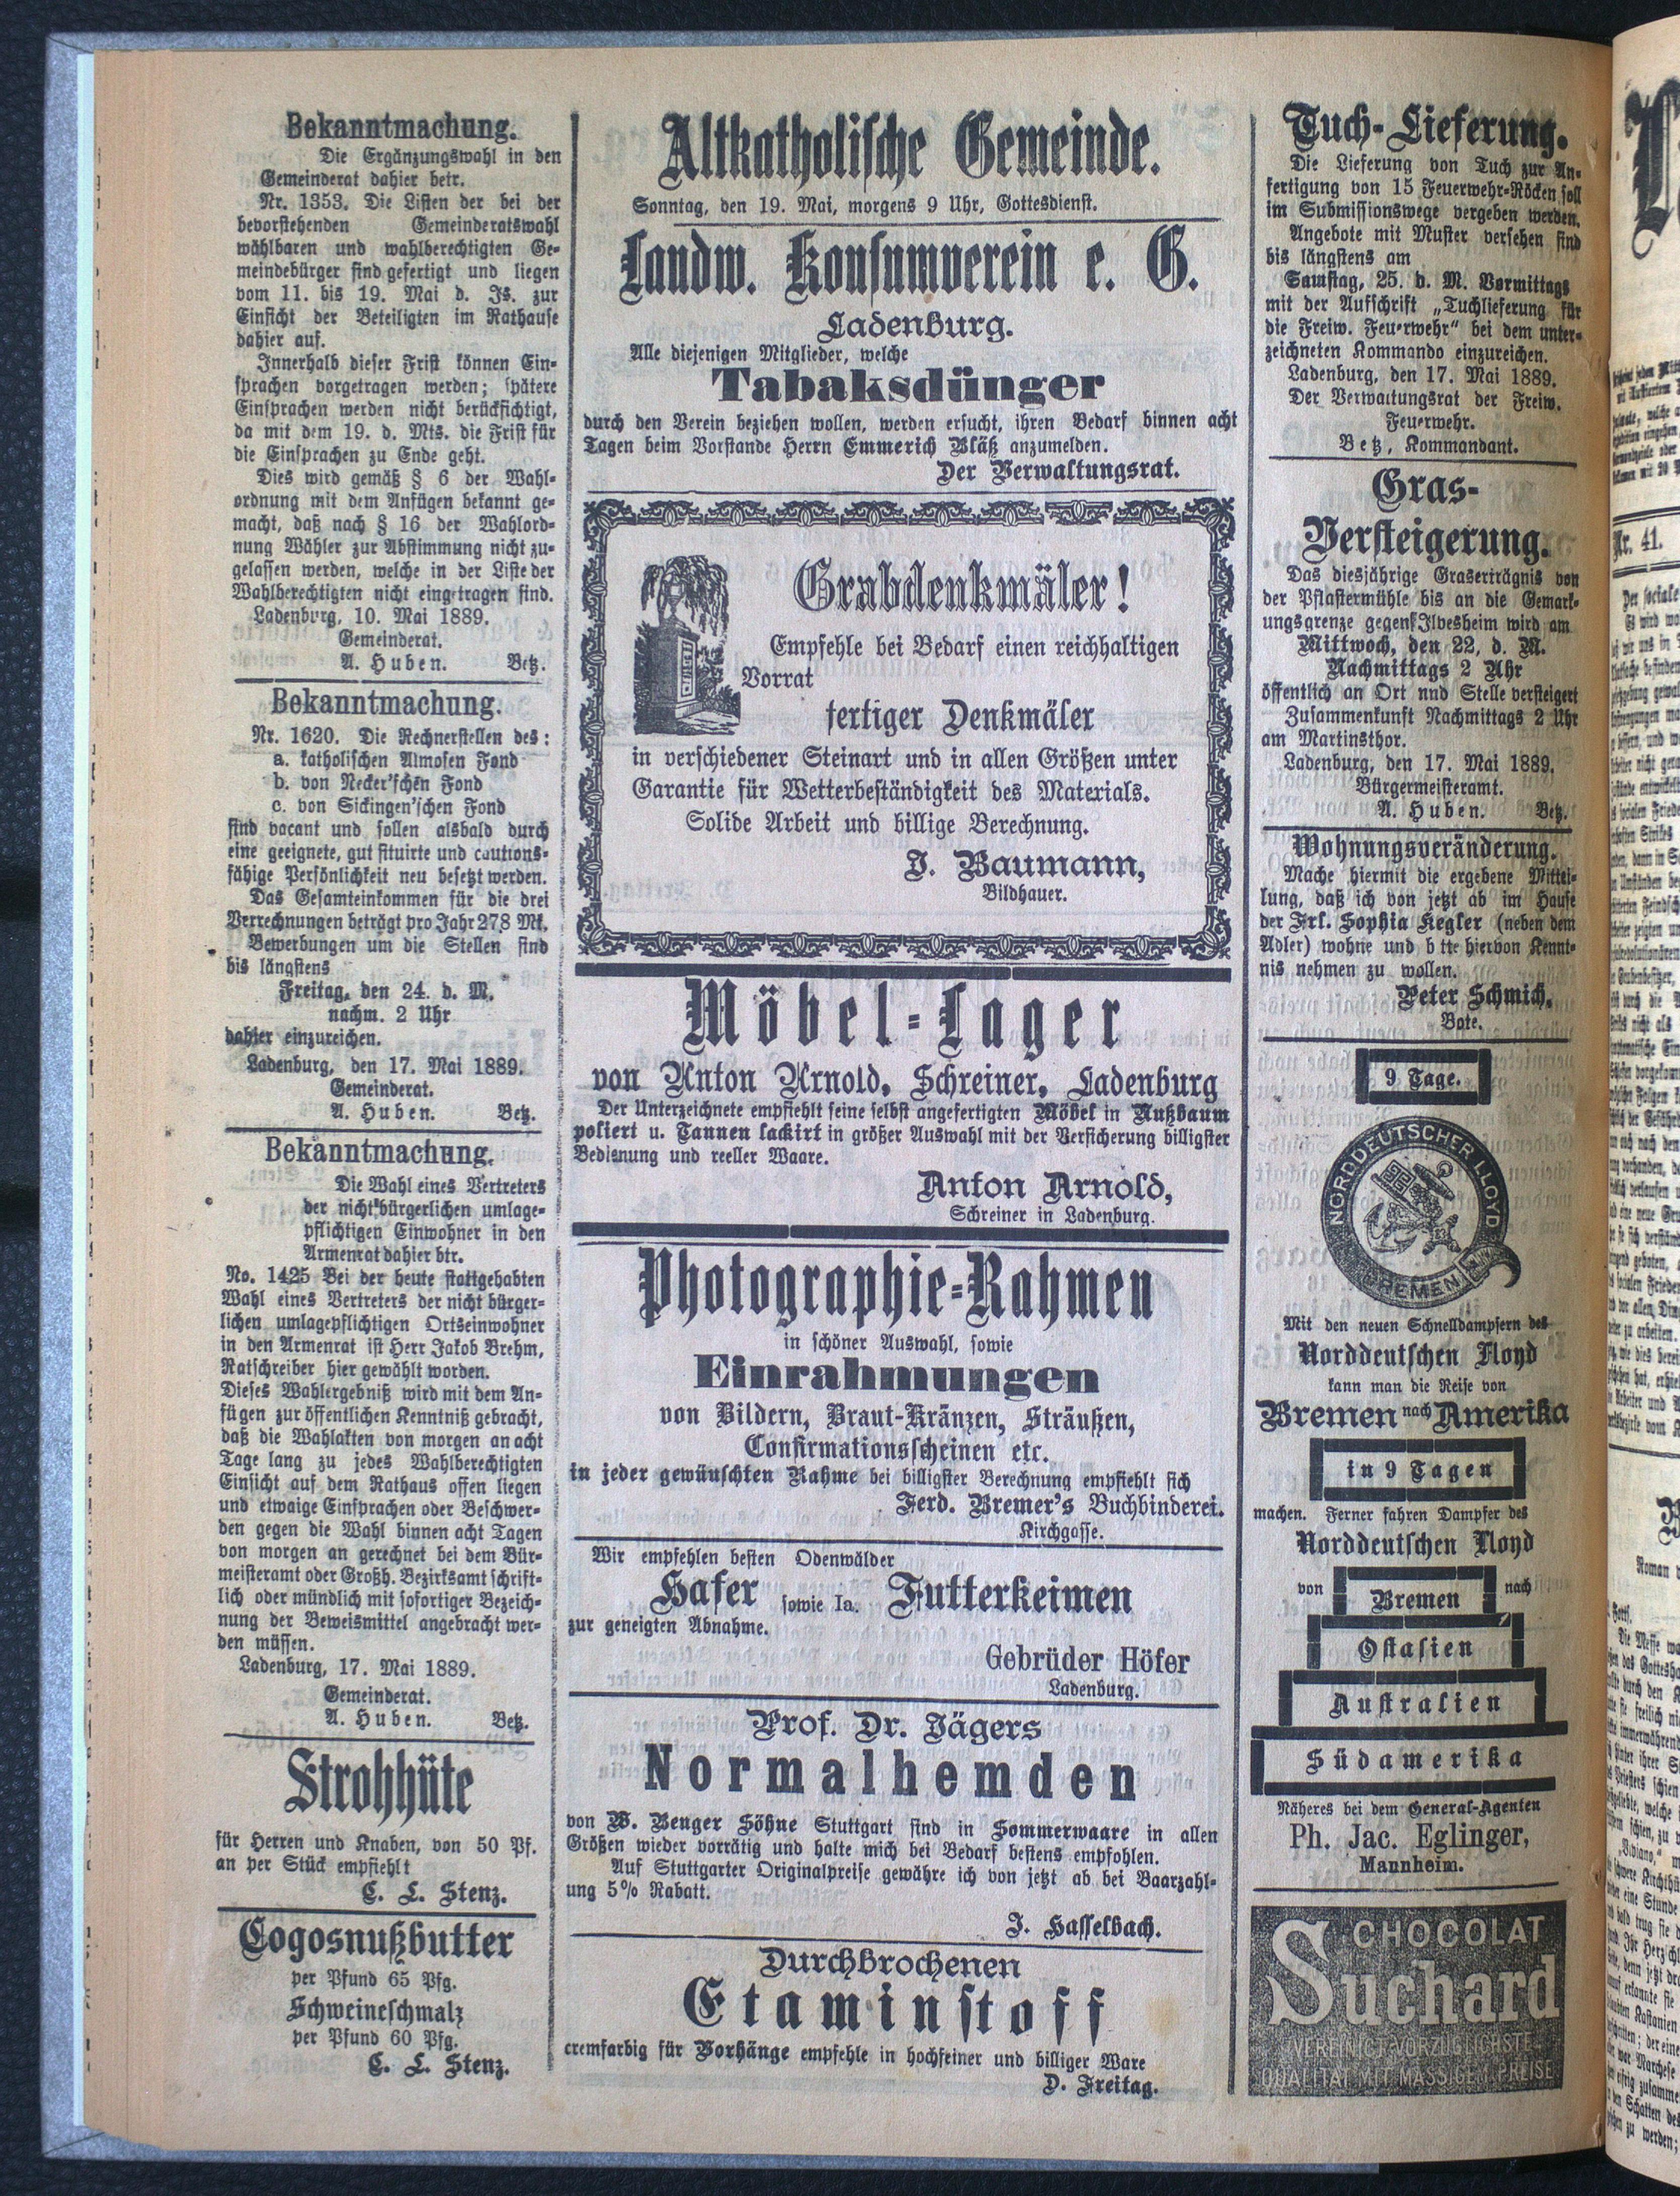 Bekanntmachung.
Die Ergänzungswahl in den
Gemeinderat dahier betr.
Nr. 1353. Die Listen der bei der
bevorstehenden Gemeinderatswahl
wählbaren und wahlberechtigten Ge-
meindebürger sind gefertigt und liegen
vom 11. bis 19. Mai d. Js. zur
Einsicht der Beteiligten im Rathause
dahier auf.
Innerhalb dieser Frist können Ein-
sprachen vorgetragen werden; spätere
Einsprachen werden nicht berücksichtigt,
da mit dem 19. d. Mts. die Frist für
die Einsprachen zu Ende geht.
Dies wird gemäß § 6 der Wahl-
ordnung mit dem Anfügen bekannt ge-
macht, daß nach § 16 der Wahlord-
nung Wähler zur Abstimmung nicht zu-
gelassen werden, welche in der Liste der
Wahlberechtigten nicht eingetragen sind.
Ladenburg, 10. Mai 1889.
Gemeinderat.
A. Huben. Betz.
Bekanntmachung.
Nr. 1620. Die Rechnerstellen des:
a. katholischen Almosen Fond
b. von Necker'schen Fond
c. von Sickingen'schen Fond
sind vacant und sollen alsbald durch
eine geeignete, gut situirte und cautions-
fähige Persönlichkeit neu besetzt werden.
Das Gesamteinkommen für die drei
Verrechnungen beträgt pro Jahr 278 Mk.
Bewerbungen um die Stellen sind
bis längstens
Freitag, den 24. d. M.
nachm. 2 Uhr
dahier einzureichen.
Ladenburg, den 17. Mai 1889.
Gemeinderat.
A. Huben. Betz.
Bekanntmachung.
Die Wahl eines Vertreters
der nicht bürgerlichen umlage-
pflichtigen Einwohner in den
Armenrat dahier btr.
No. 1425 Bei der heute stattgehabten
Wahl eines Vertreters der nicht bürger-
lichen umlagepflichtigen Ortseinwohner
in den Armenrat ist Herr Jakob Brehm,
Ratschreiber hier gewählt worden.
Dieses Wahlergebniß wird mit dem An-
fügen zur öffentlichen Kenntniß gebracht,
daß die Wahlakten von morgen an acht
Tage lang zu jedes Wahlberechtigten
Einsicht auf dem Rathaus offen liegen
und etwaige Einsprachen oder Beschwer-
den gegen die Wahl binnen acht Tagen
von morgen an gerechnet bei dem Bür-
meisteramt oder Großh. Bezirksamt schrift-
lich oder mündlich mit sofortiger Bezeich-
nung der Beweismittel angebracht wer-
den müssen.
Ladenburg, 17. Mai 1889.
Gemeinderat.
A. Huben. Betz.
Strohhüte
für Herren und Knaben, von 50 Pf.
an per Stück empfiehlt
C. L. Stenz.
Cogosnußbutter
per Pfund 65 Pfg.
Schweineschmalz
per Pfund 60 Pfg.
C. L. Stenz.
Altkatholische Gemeinde.
Sonntag, den 19. Mai, morgens 9 Uhr, Gottesdienst.
Landw. Konsumverein e. G.
Ladenburg.
Alle diejenigen Mitglieder, welche
Tabaksdünger
durch den Verein beziehen wollen, werden ersucht, ihren Bedarf binnen acht
Tagen beim Vorstande Herrn Emmerich Bläß anzumelden.
Der Verwaltungsrat.
Grabdenkmäler!
Empfehle bei Bedarf einen reichhaltigen
Vorrat
fertiger Denkmäler
in verschiedener Steinart und in allen Größen unter
Garantie für Wetterbeständigkeit des Materials.
Solide Arbeit und billige Berechnung.
J. Baumann,
Bildhauer.
Möbel-Lager
von Anton Arnold, Schreiner, Ladenburg
Der Unterzeichnete empfiehlt seine selbst angefertigten Möbel in Nußbaum
poliert u. Tannen lackirt in größer Auswahl mit der Versicherung billigster
Bedienung und reeller Waare.
Anton Arnold,
Schreiner in Ladenburg.
Photographie-Rahmen
in schöner Auswahl, sowie
Einrahmungen
von Bildern, Braut-Kränzen, Sträußen,
Confirmationsscheinen etc.
in jeder gewünschten Rahme bei billigster Berechnung empfiehlt sich
Ferd. Bremer's Buchbinderei.
Kirchgasse.
Wir empfehlen besten Odenwälder
Hafer sowie Ia. Futterkeimen
zur geneigten Abnahme.
Gebrüder Höfer
Ladenburg.
Prof. Dr. Jägers
Normalhemden
von W. Benger Söhne Stuttgart sind in Sommerwaare in allen
Größen wieder vorrätig und halte mich bei Bedarf bestens empfohlen.
Auf Stuttgarter Originalpreise gewähre ich von jetzt ab bei Baarzahl-
ung 5% Rabatt.
J. Hasselbach.
Durchbrochenen
Etaminstoff
cremfarbig für Vorhänge empfehle in hochfeiner und billiger Ware
D. Freitag.
Tuch-Lieferung.
Die Lieferung von Tuch zur An-
fertigung von 15 Feuerwehr-Röcken soll
im Submissionswege vergeben werden.
Angebote mit Muster versehen sind
bis längstens am
Samstag, 25. d. M. Vormittags
mit der Aufschrift „Tuchlieferung für
die Freiw. Feuerwehr“ bei dem unter-
zeichneten Kommando einzureichen.
Ladenburg, den 17. Mai 1889.
Der Verwaltungsrat der Freiw.
Feuerwehr.
Betz, Kommandant.
Gras-
Versteigerung.
Das diesjährige Graserträgnis von
der Pflastermühle bis an die Gemark-
ungsgrenze gegen Ilvesheim wird am
Mittwoch, den 22. d. M.
Nachmittags 2 Uhr
öffentlich an Ort nnd Stelle versteigert
Zusammenkunft Nachmittags 2 Uhr
am Martinsthor.
Ladenburg, den 17. Mai 1889.
Bürgermeisteramt.
A. Huben. Betz.
Wohnungsveränderung.
Mache hiermit die ergebene Mittei-
lung, daß ich von jetzt ab im Hause
der Frl. Sophia Kegler (neben dem
Adler) wohne und b tte hiervon Kennt-
nis nehmen zu wollen.
Peter Schmich,
Bote.
9 Tage.
NORDDEUTSCHER LLOYD
BREMEN
Mit den neuen Schnelldampfern des
Norddeutschen Lloyd
kann man die Reise von
Bremen nach Amerika
in 9 Tagen
machen. Ferner fahren Dampfer des
Norddeutschen Lloyd
von Bremen nach
Ostasien
Australien
Südamerika
Näheres bei dem General-Agenten
Ph. Jac. Eglinger,
Mannheim.
CHOCOLAT
Suchard
VEREINIGT VORZÜGLICHSTE
QUALITÄT MIT MÄSSIGEM PREISE
Nr. 41.